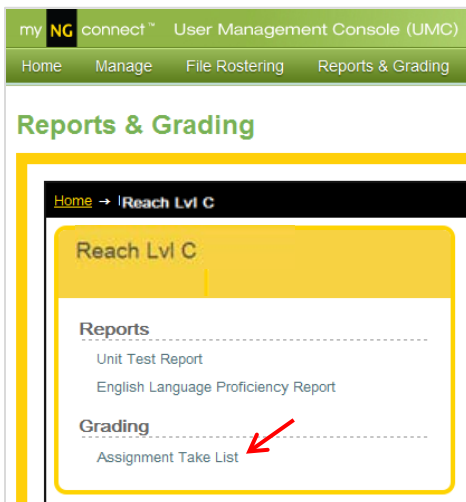 my NG connect™ User Management Console (UMC)
Home Manage File Rostering Reports & Grading
Reports & Grading
Home → Reach Lvl C
Reach Lvl C
Reports
Unit Test Report
English Language Proficiency Report
Grading
Assignment Take List